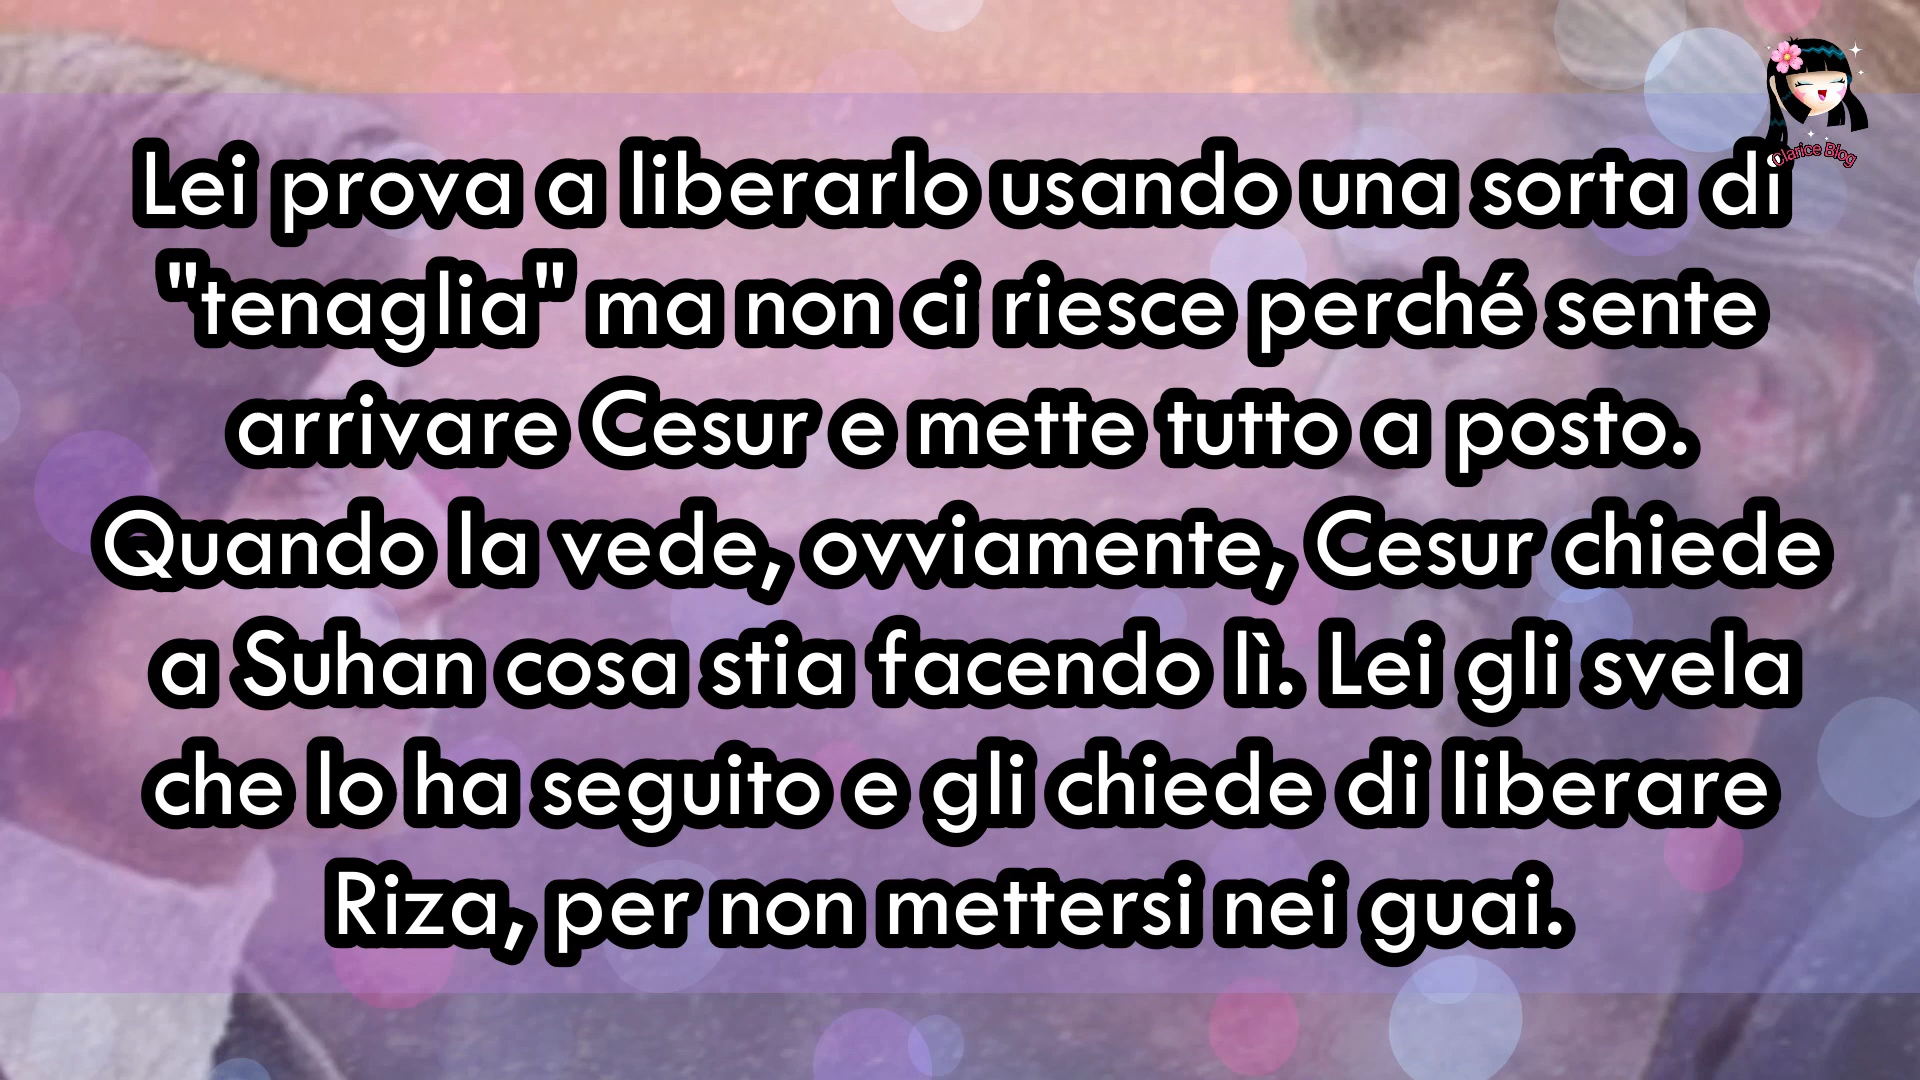 Clarice Blog
Lei prova a liberarlo usando una sorta di
"tenaglia" ma non ci riesce perché sente
arrivare Cesur e mette tutto a posto.
Quando la vede, ovviamente, Cesur chiede
a Suhan cosa stia facendo lì. Lei gli svela
che lo ha seguito e gli chiede di liberare
Riza, per non mettersi nei guai.